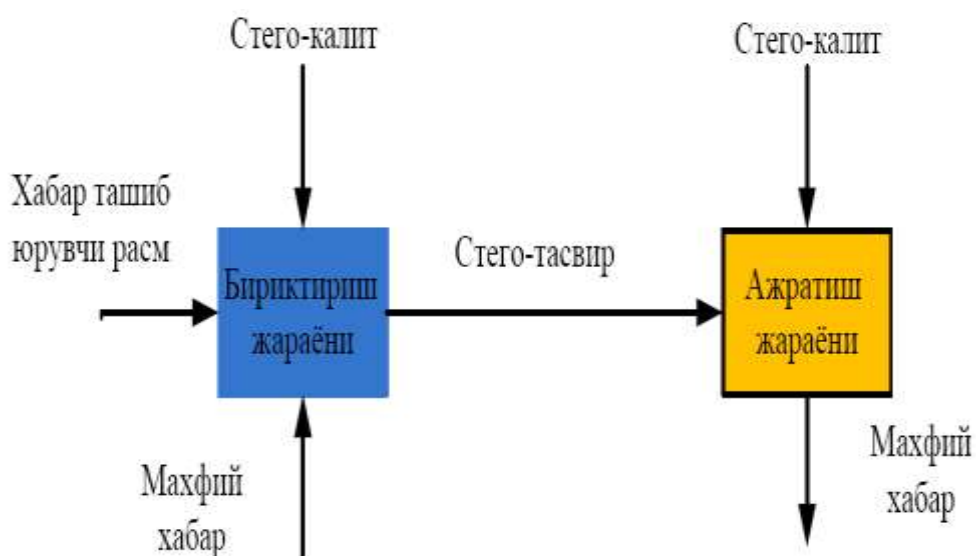 Стего-калит
Стего-калит
Хабар ташиб
юрувчи расм
Бириктириш
жараёни
Стего-тасвир
Ажратиш
жараёни
Махфий
хабар
Махфий
хабар